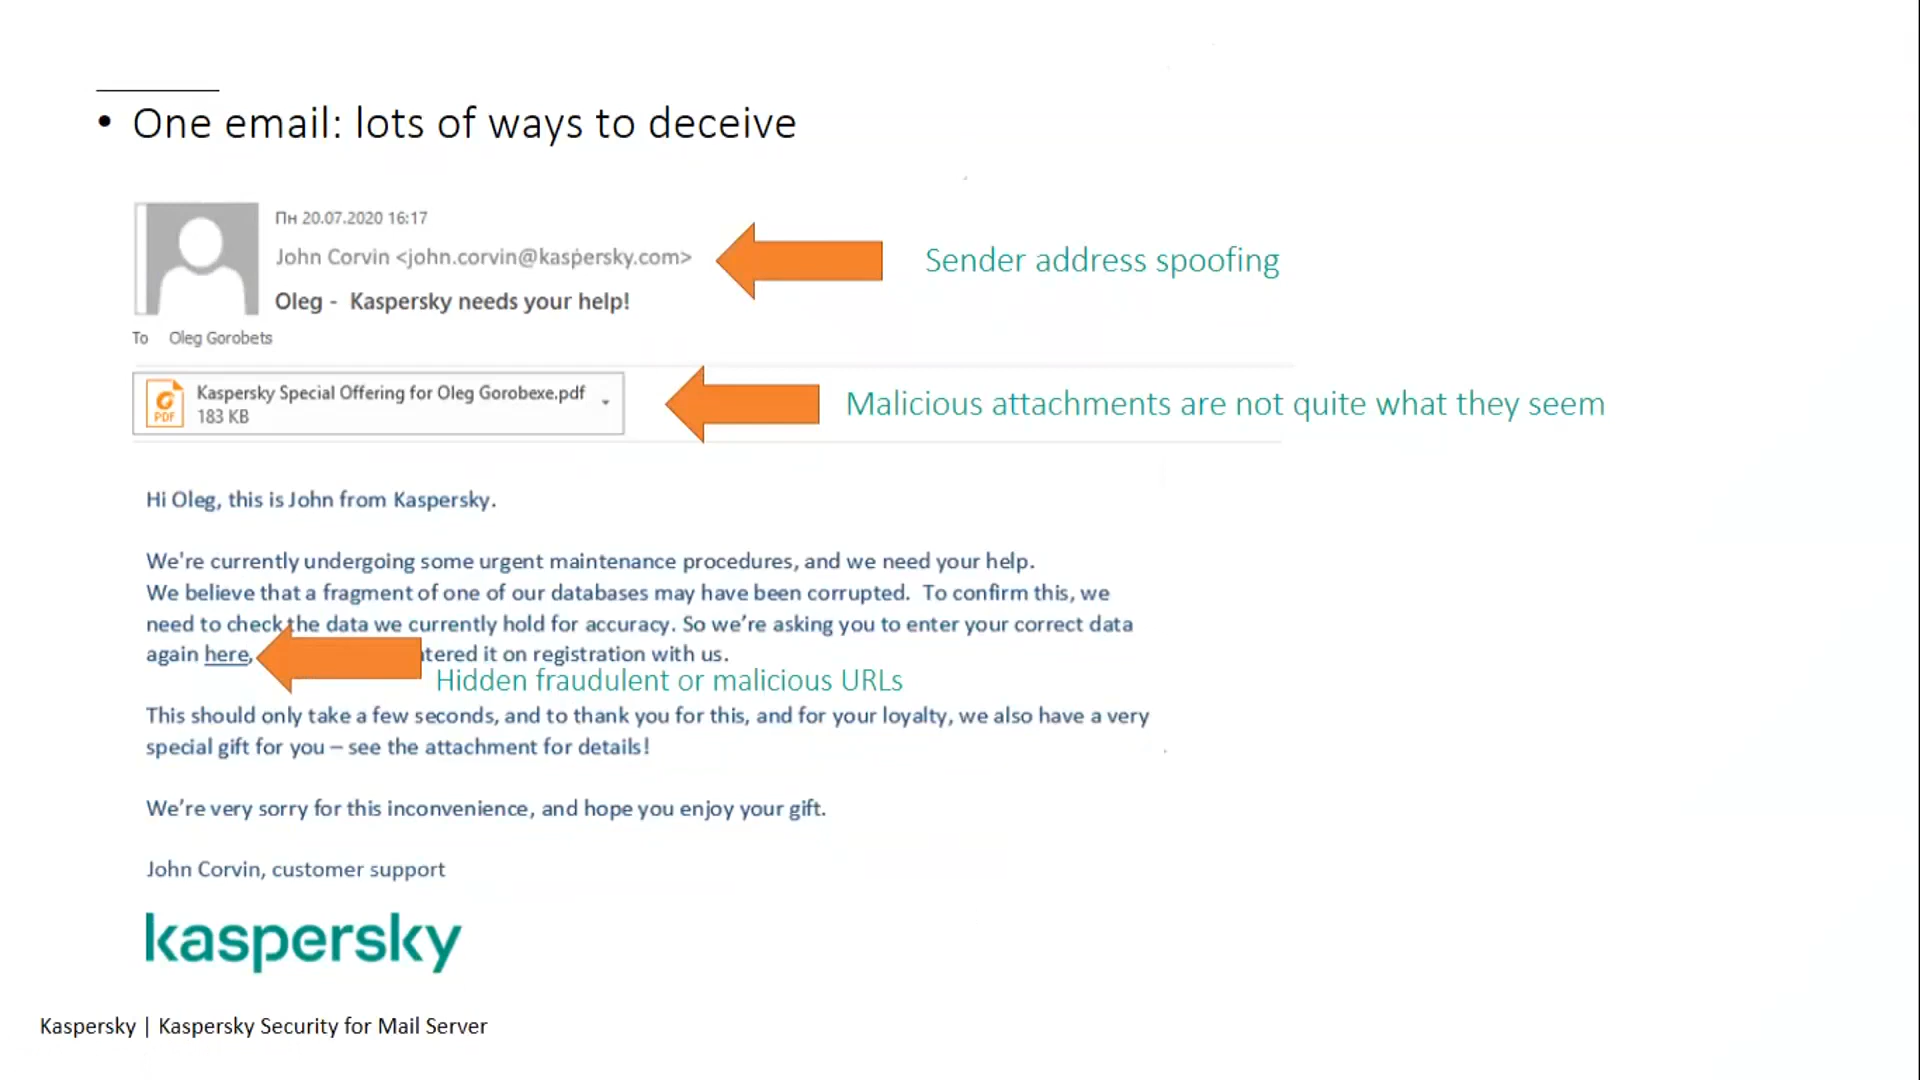 • One email: lots of ways to deceive
Пн 20.07.2020 16:17
John Corvin <john.corvin@kaspersky.com>
Sender address spoofing
Oleg -  Kaspersky needs your help!
To Oleg Gorobets
Kaspersky Special Offering for Oleg Gorobexe.pdf
PDF
183 KB
Malicious attachments are not quite what they seem
Hi Oleg, this is John from Kaspersky.
We're currently undergoing some urgent maintenance procedures, and we need your help.
We believe that a fragment of one of our databases may have been corrupted.  To confirm this, we
need to check the data we currently hold for accuracy. So we’re asking you to enter your correct data
again here, tered it on registration with us.
Hidden fraudulent or malicious URLs
This should only take a few seconds, and to thank you for this, and for your loyalty, we also have a very
special gift for you – see the attachment for details!
We’re very sorry for this inconvenience, and hope you enjoy your gift.
John Corvin, customer support
kaspersky
Kaspersky | Kaspersky Security for Mail Server